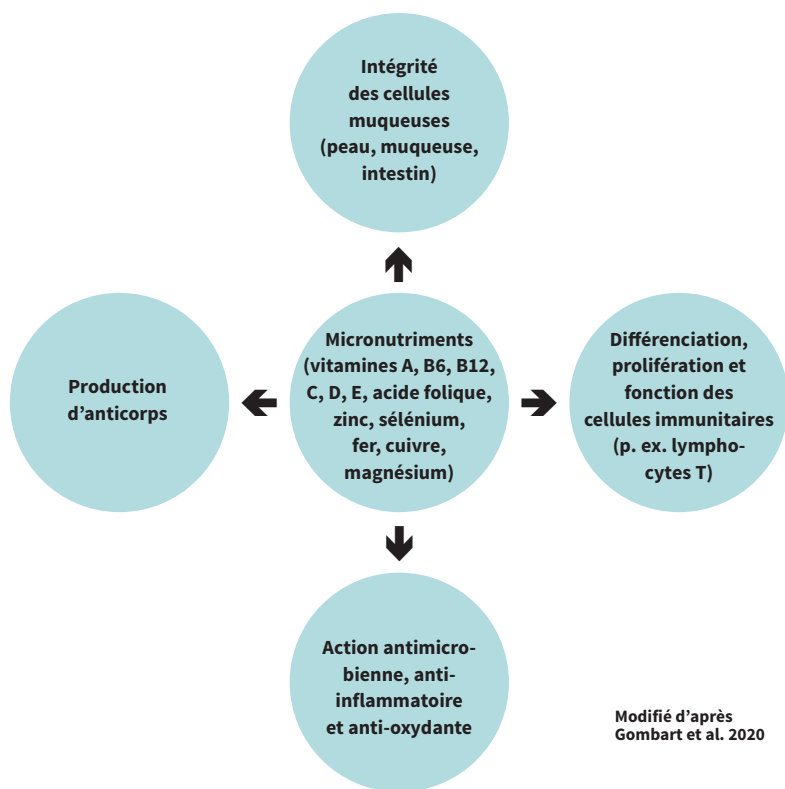 Intégrité
des cellules
muqueuses
(peau, muqueuse,
intestin)
Production
d’anticorps
Micronutriments
(vitamines A, B6, B12,
C, D, E, acide folique,
zinc, sélénium,
fer, cuivre,
magnésium)
Différenciation,
prolifération et
fonction des
cellules immunitaires
(p. ex. lympho-
cytes T)
Action antimicro-
bienne, anti-
inflammatoire
et anti-oxydante
Modifié d’après
Gombart et al. 2020